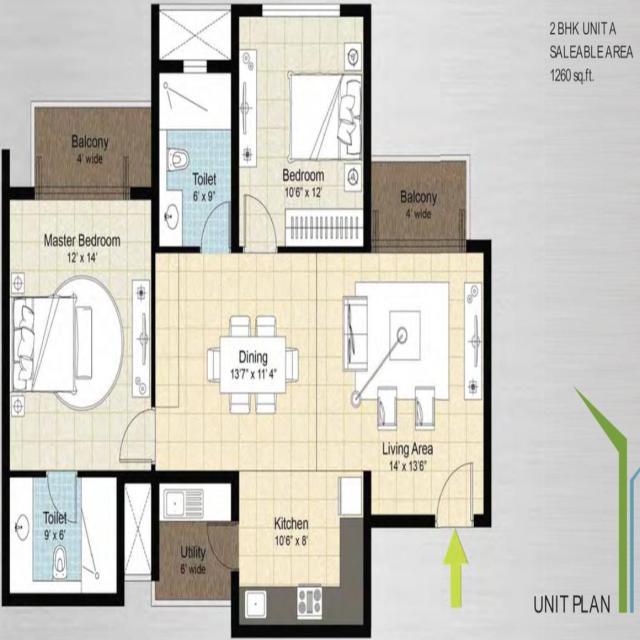 2 BHK UNIT A
SALEABLE AREA
1260 sq.ft.
Balcony
4' wide
Toilet
6' x 9"
Bedroom
10'6" x 12'
Balcony
4' wide
Master Bedroom
12' x 14'
Dining
13'7" x 11' 4"
Living Area
14' x 13'6"
Toilet
9' x 6'
Utility
6' wide
Kitchen
10'6" x 8'
UNIT PLAN